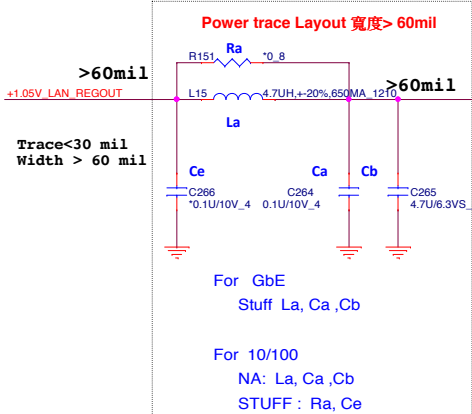 Power trace Layout 寬度> 60mil
Ra
R151 *0_8
>60mil
>60mil
+1.05V_LAN_REGOUT
L15 4.7UH,+-20%,650MA_1210
La
Trace<30 mil
Width > 60 mil
Ce Ca Cb
C266 C264 C265
*0.1U/10V_4 0.1U/10V_4 4.7U/6.3VS_
For GbE
Stuff La, Ca ,Cb
For 10/100
NA: La, Ca ,Cb
STUFF : Ra, Ce